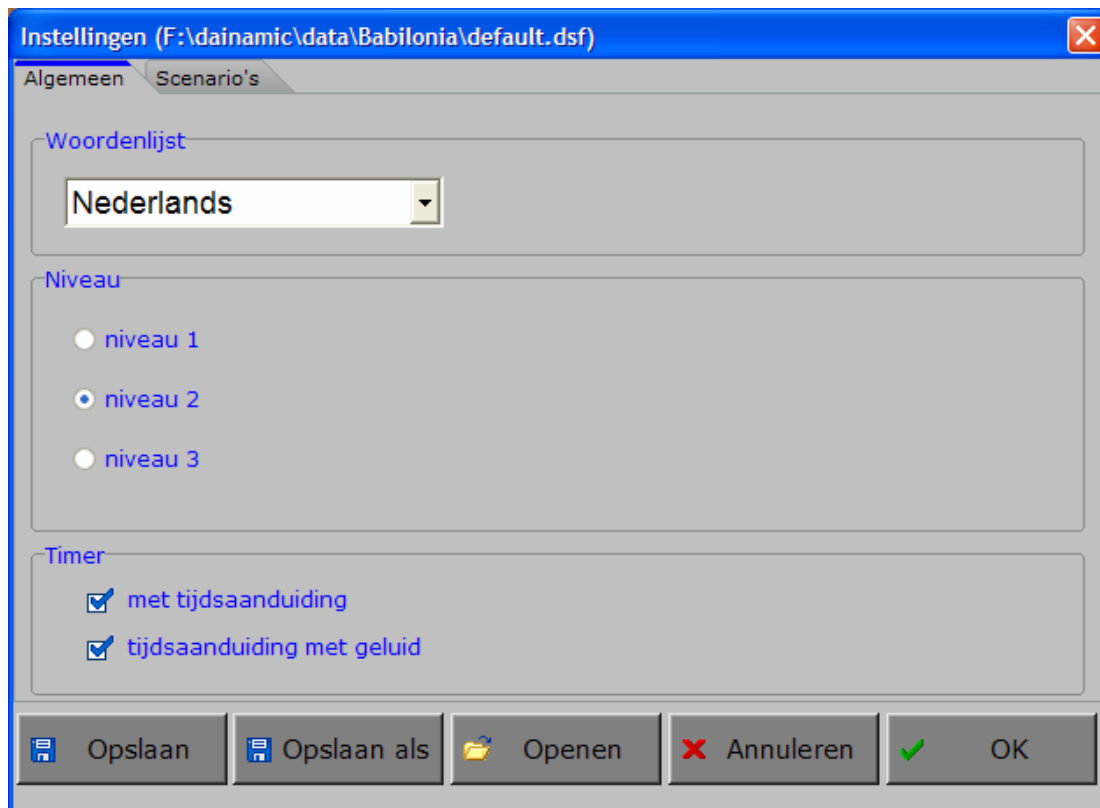 Instellingen (F:\dainamic\data\Babilonia\default.dsf)
Algemeen Scenario's
Woordenlijst
Nederlands
Niveau
niveau 1
niveau 2
niveau 3
Timer
met tijdsaanduiding
tijdsaanduiding met geluid
Opslaan Opslaan als Openen Annuleren OK